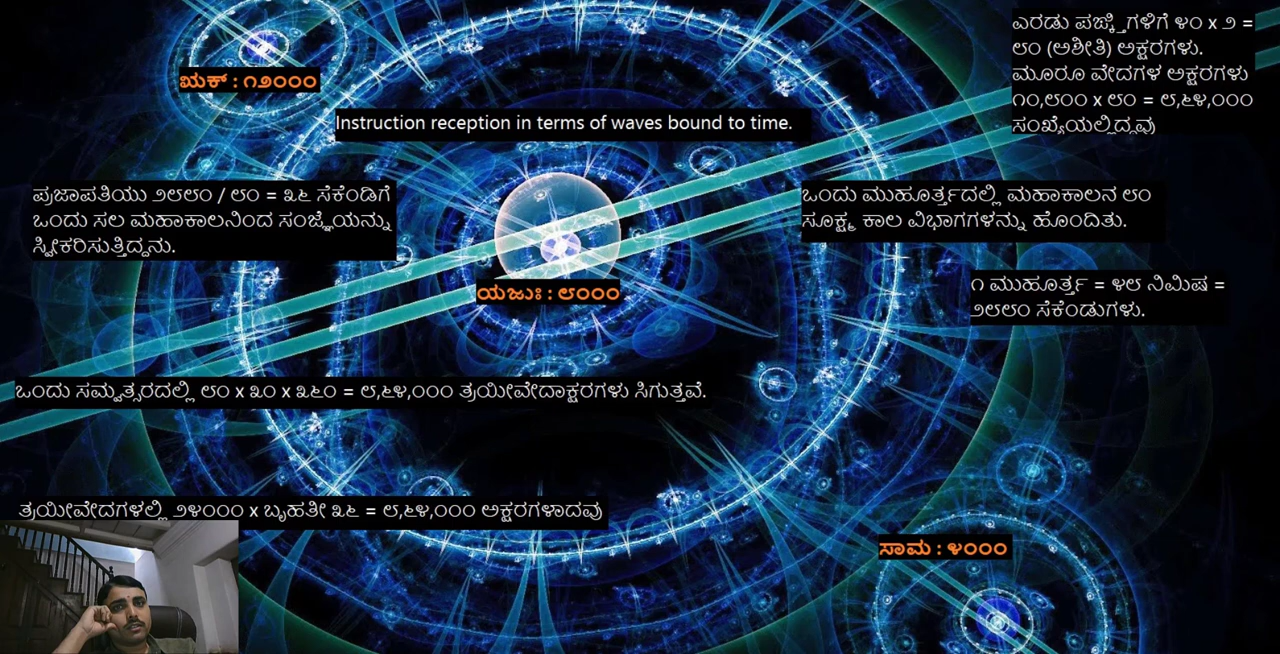 ಎರಡು ಪಙ್ಕ್ತಿಗಳಿಗೆ ೪೦ x ೨ =
೮೦ (ಅಶೀತಿ) ಅಕ್ಷರಗಳು.
ಮೂರೂ ವೇದಗಳ ಅಕ್ಷರಗಳು
೧೦,೮೦೦ x ೮೦ = ೮,೬೪,೦೦೦
ಸಂಖ್ಯೆಯಲ್ಲಿದ್ದವು
ಋಕ್ : ೧೨೦೦೦
Instruction reception in terms of waves bound to time.
ಪ್ರಜಾಪತಿಯು ೨೮೮೦ / ೮೦ = ೩೬ ಸೆಕೆಂಡಿಗೆ
ಒಂದು ಸಲ ಮಹಾಕಾಲನಿಂದ ಸಂಜ್ಞೆಯನ್ನು
ಸ್ವೀಕರಿಸುತ್ತಿದ್ದನು.
ಒಂದು ಮುಹೂರ್ತ್ತದಲ್ಲಿ ಮಹಾಕಾಲನ ೮೦
ಸೂಕ್ಷ್ಮ ಕಾಲ ವಿಭಾಗಗಳನ್ನು ಹೊಂದಿತು.
೧ ಮುಹೂರ್ತ್ತ = ೪೮ ನಿಮಿಷ =
೨೮೮೦ ಸೆಕೆಂಡುಗಳು.
ಯಜುಃ : ೮೦೦೦
ಒಂದು ಸಮ್ವತ್ಸರದಲ್ಲಿ ೮೦ x ೩೦ x ೩೬೦ = ೮,೬೪,೦೦೦ ತ್ರಯೀವೇದಾಕ್ಷರಗಳು ಸಿಗುತ್ತವೆ.
ತ್ರಯೀವೇದಗಳಲ್ಲಿ ೨೪೦೦೦ x ಬೃಹತೀ ೩೬ = ೮,೬೪,೦೦೦ ಅಕ್ಷರಗಳಾದವು
ಸಾಮ : ೪೦೦೦